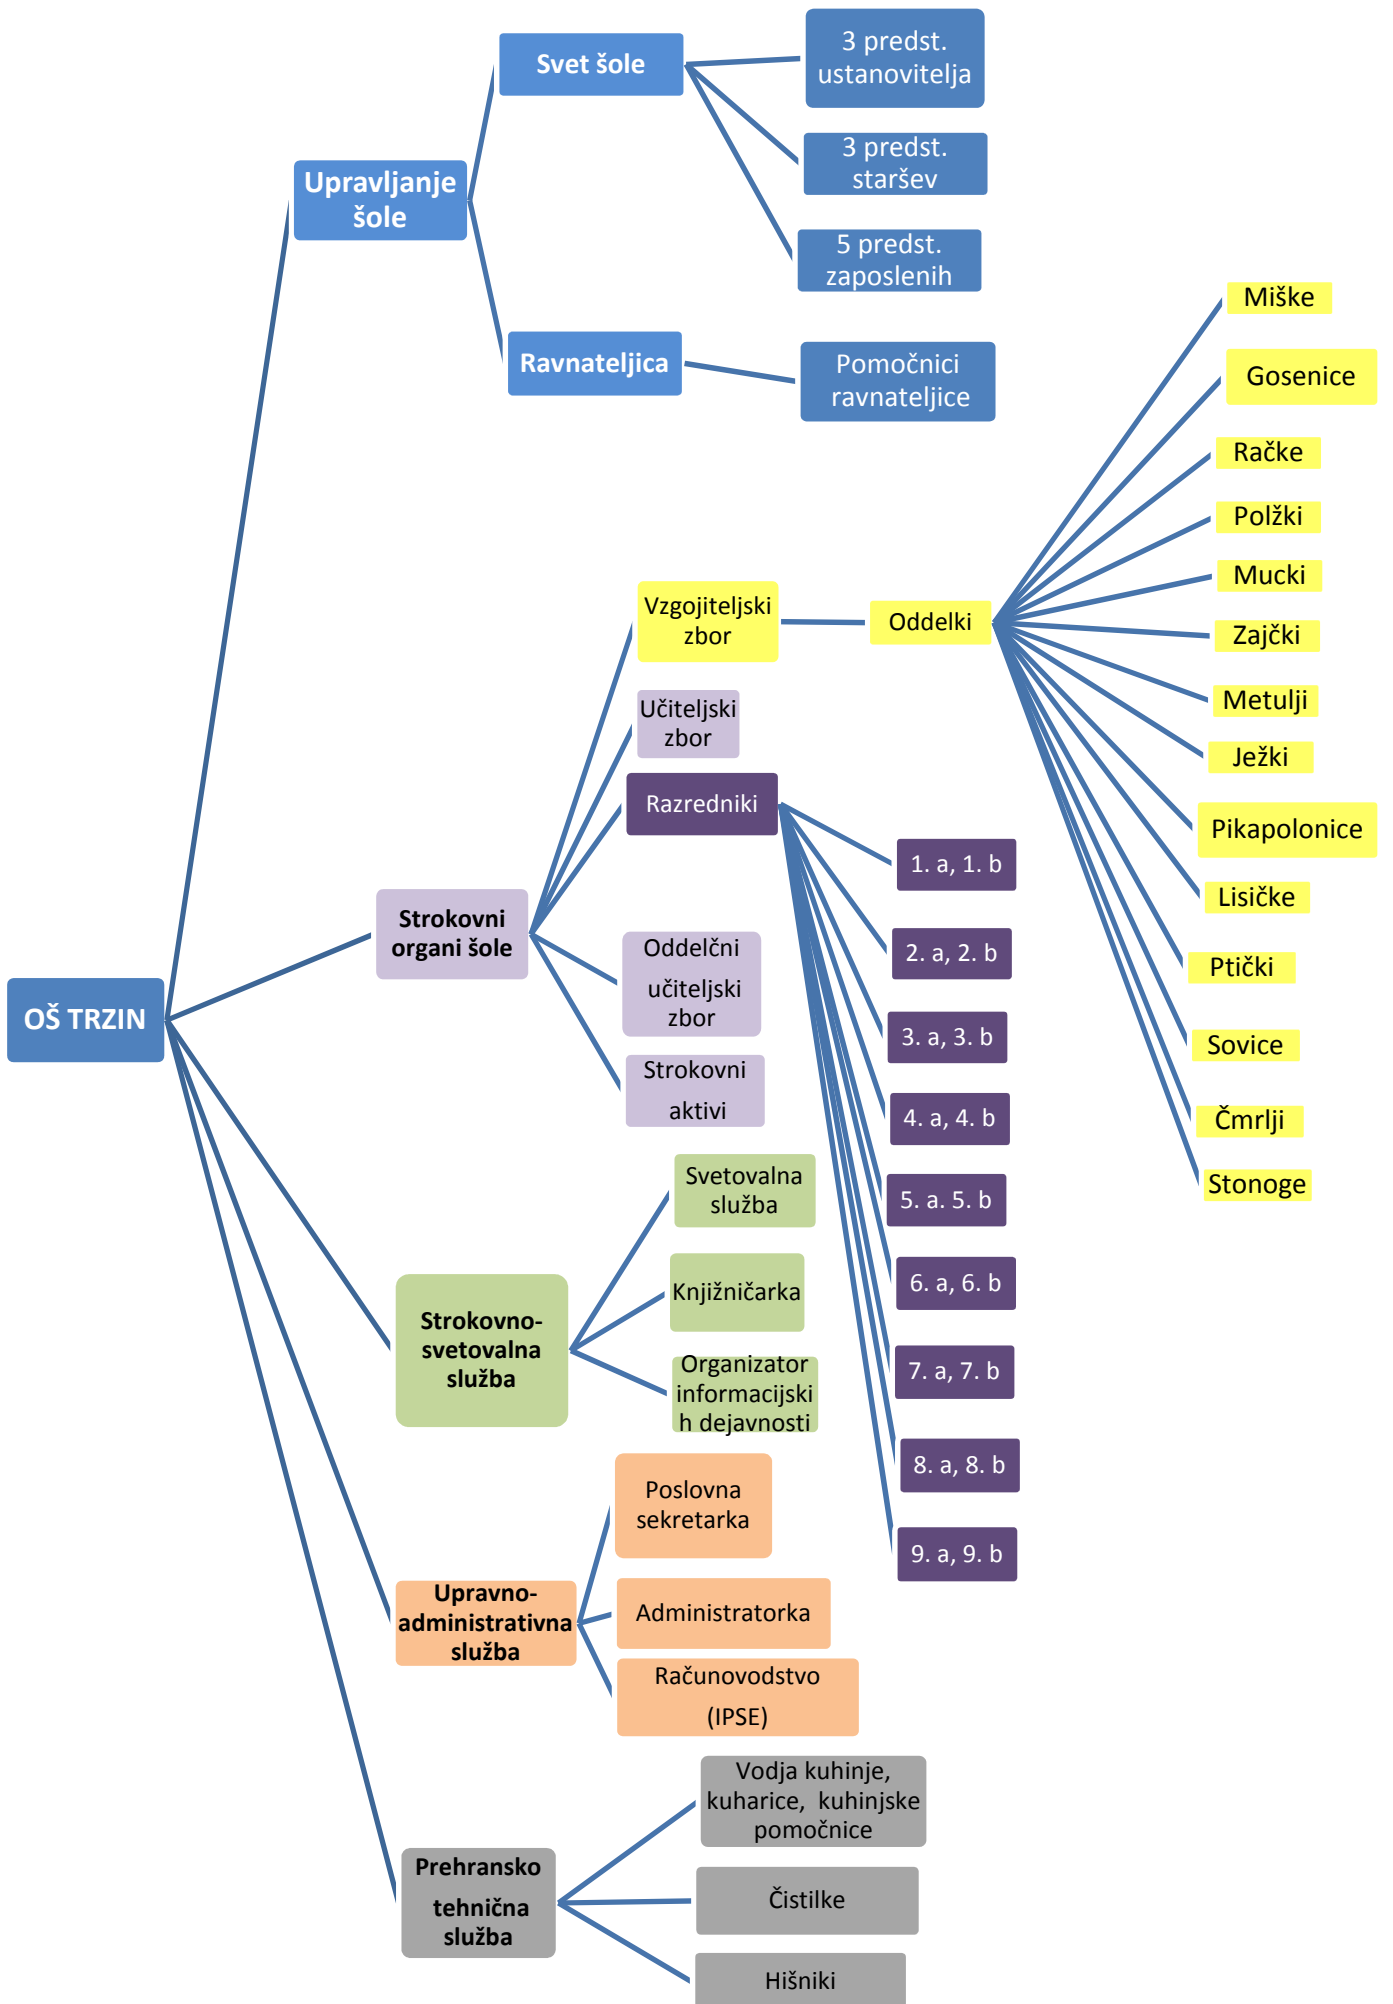 OŠ TRZIN
Upravljanje
šole
Svet šole
3 predst.
ustanovitelja
3 predst.
staršev
5 predst.
zaposlenih
Ravnateljica
Pomočnici
ravnateljice
Strokovni
organi šole
Vzgojiteljski
zbor
Oddelki
Miške
Gosenice
Račke
Polžki
Mucki
Zajčki
Metulji
Ježki
Pikapolonice
Lisičke
Ptički
Sovice
Čmrlji
Stonoge
Učiteljski
zbor
Razredniki
1. a, 1. b
2. a, 2. b
3. a, 3. b
4. a, 4. b
5. a. 5. b
6. a, 6. b
7. a, 7. b
8. a, 8. b
9. a, 9. b
Oddelčni
učiteljski
zbor
Strokovni
aktivi
Strokovno-
svetovalna
služba
Svetovalna
služba
Knjižničarka
Organizator
informacijski
h dejavnosti
Upravno-
administrativna
služba
Poslovna
sekretarka
Administratorka
Računovodstvo
(IPSE)
Prehransko
tehnična
služba
Vodja kuhinje,
kuharice, kuhinjske
pomočnice
Čistilke
Hišniki